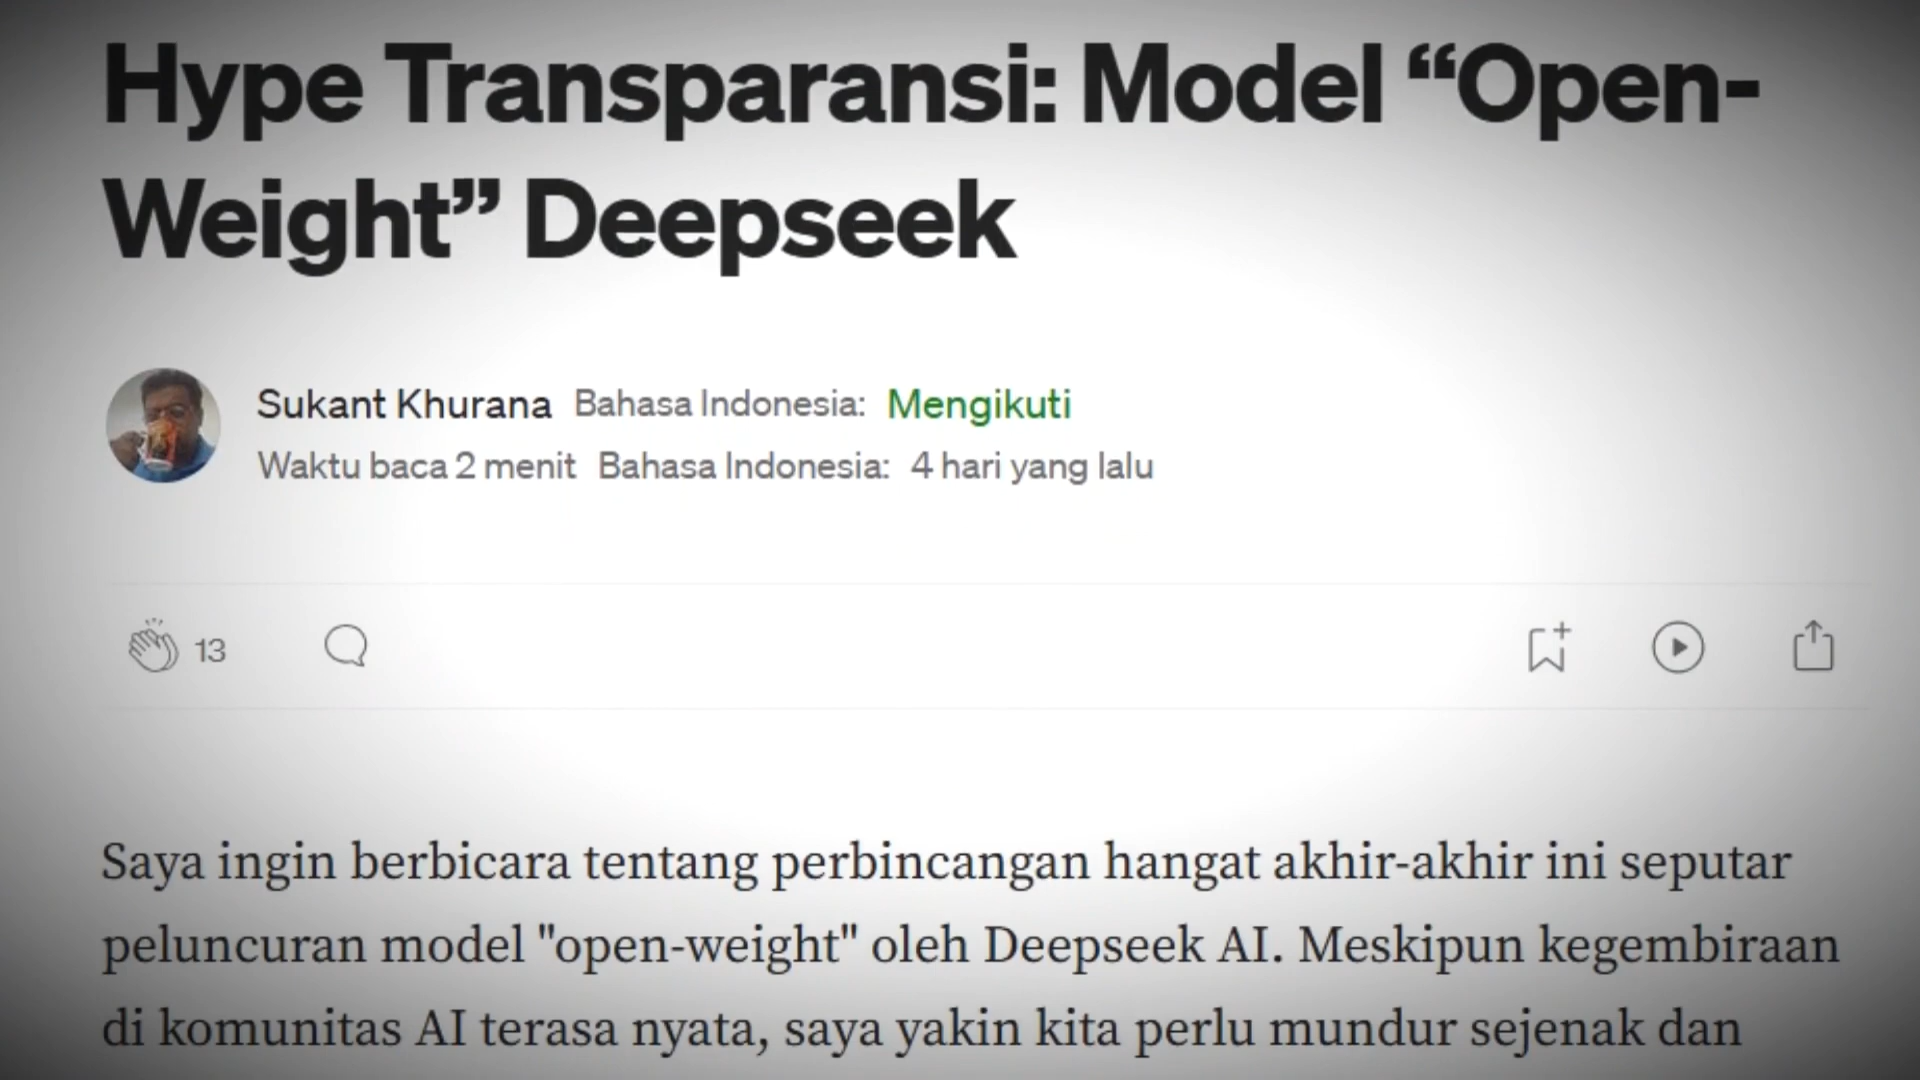 Hype Transparansi: Model “Open-
Weight” Deepseek
Sukant Khurana Bahasa Indonesia: Mengikuti
Waktu baca 2 menit Bahasa Indonesia: 4 hari yang lalu
13
Saya ingin berbicara tentang perbincangan hangat akhir-akhir ini seputar
peluncuran model "open-weight" oleh Deepseek AI. Meskipun kegembiraan
di komunitas AI terasa nyata, saya yakin kita perlu mundur sejenak dan